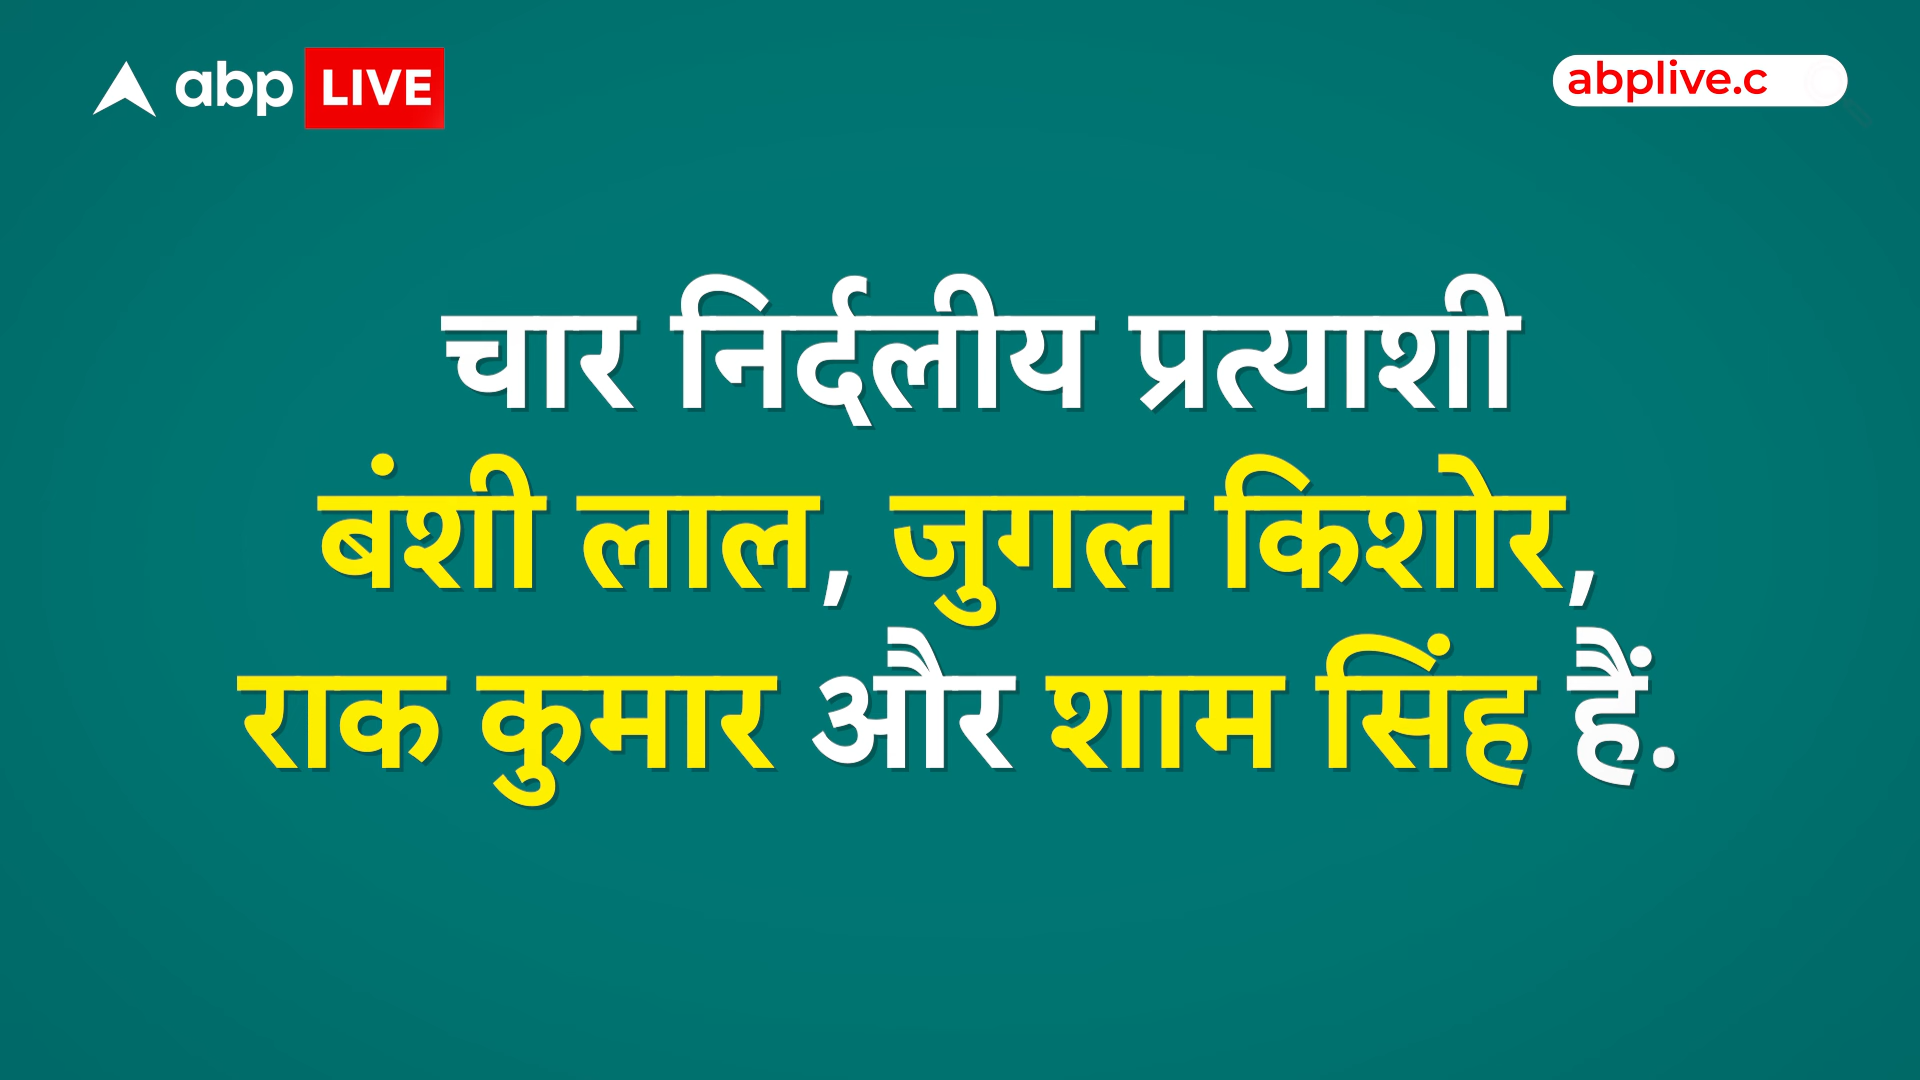 abp LIVE
abplive.c
चार निर्दलीय प्रत्याशी
बंशी लाल, जुगल किशोर,
राक कुमार और शाम सिंह हैं.